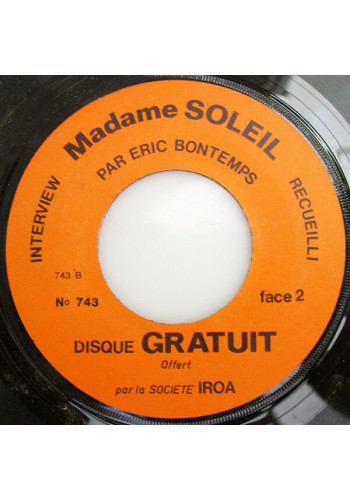 Madame SOLEIL
INTERVIEW
PAR ERIC BONTEMPS
RECUEILLI
743 B
No 743
face 2
DISQUE GRATUIT
Offert
par la SOCIETE IROA